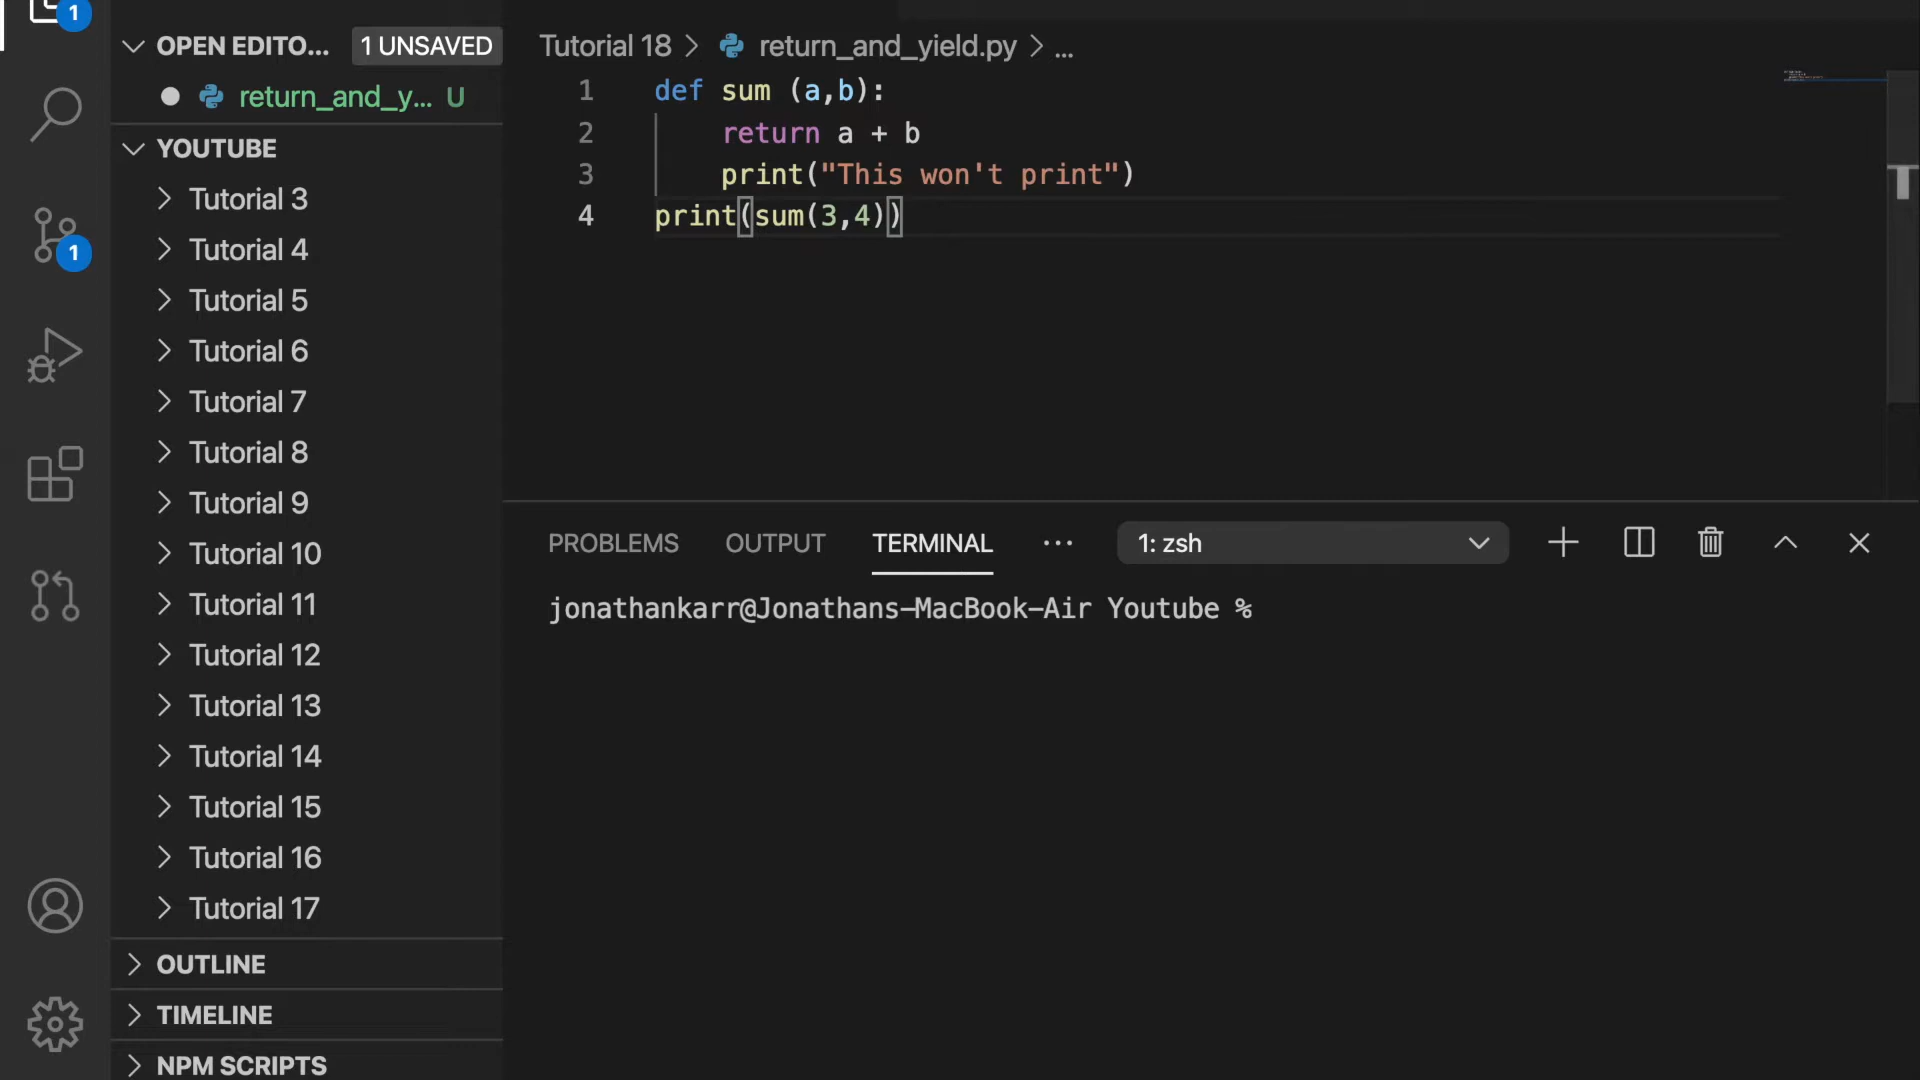 1
OPEN EDITO... 1 UNSAVED
return_and_y... U
YOUTUBE
Tutorial 3
Tutorial 4
Tutorial 5
Tutorial 6
Tutorial 7
Tutorial 8
Tutorial 9
Tutorial 10
Tutorial 11
Tutorial 12
Tutorial 13
Tutorial 14
Tutorial 15
Tutorial 16
Tutorial 17
OUTLINE
TIMELINE
NPM SCRIPTS
1
Tutorial 18 > return_and_yield.py > ...
1 def sum (a,b):
2     return a + b
3     print("This won't print")
4 print(sum(3,4))
PROBLEMS OUTPUT TERMINAL ... 1: zsh
jonathankarr@Jonathans-MacBook-Air Youtube %